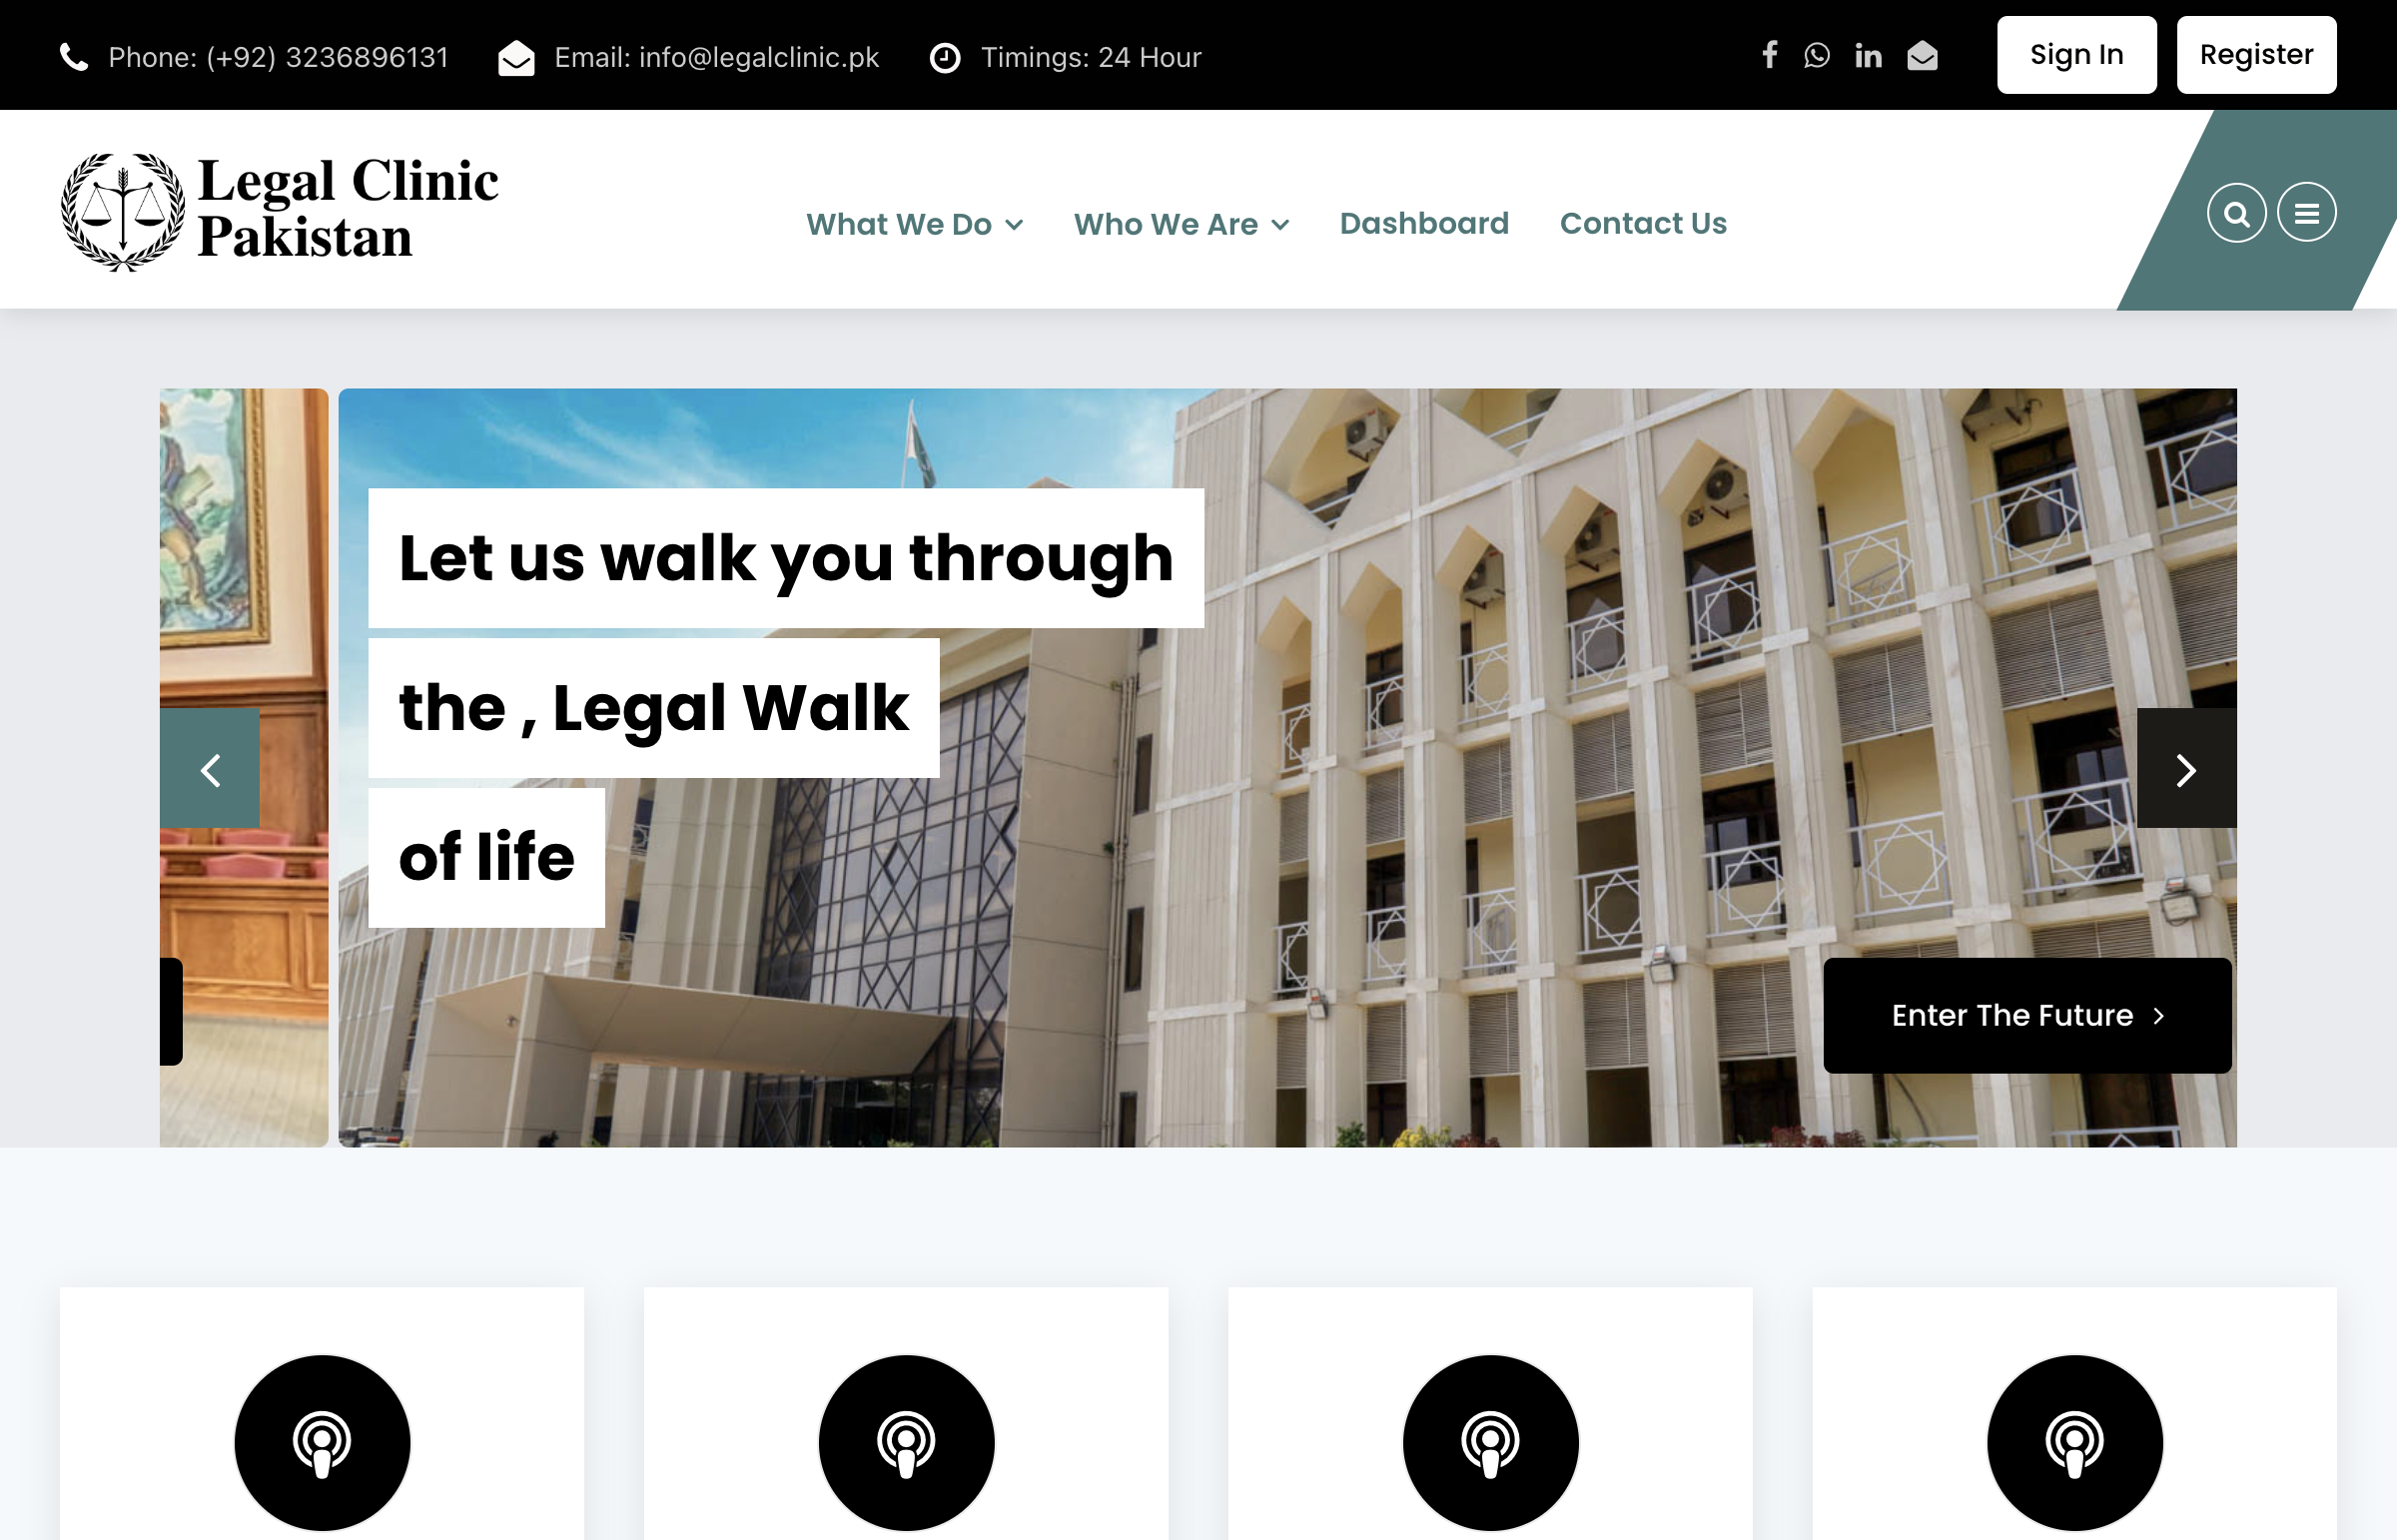 Phone: (+92) 3236896131 Email: info@legalclinic.pk Timings: 24 Hour Sign In Register
Legal Clinic
Pakistan
What We Do Who We Are Dashboard Contact Us
Let us walk you through
the , Legal Walk
of life
Enter The Future